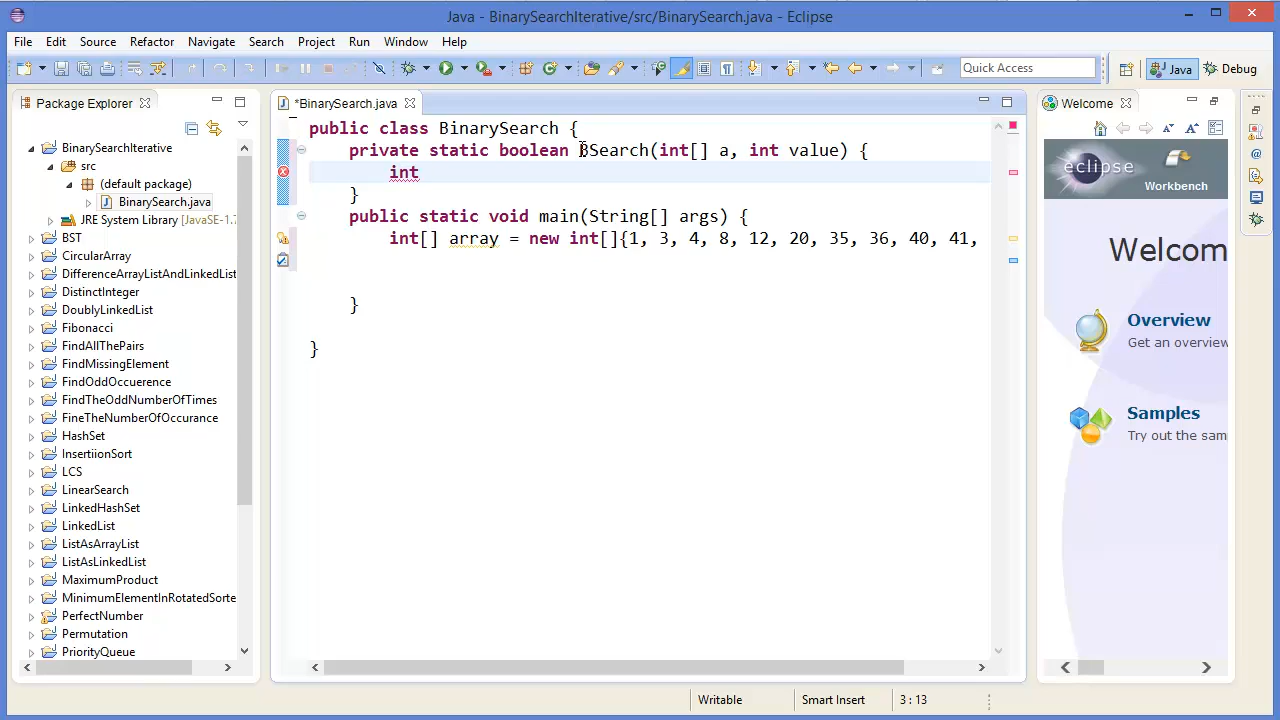 Java - BinarySearchIterative/src/BinarySearch.java - Eclipse
File Edit Source Refactor Navigate Search Project Run Window Help
Quick Access
Java
Debug
Package Explorer
*BinarySearch.java
Welcome
BinarySearchIterative
src
(default package)
BinarySearch.java
JRE System Library [JavaSE-1.7
BST
CircularArray
DifferenceArrayListAndLinkedList
DistinctInteger
DoublyLinkedList
Fibonacci
FindAllThePairs
FindMissingElement
FindOddOccuerence
FindTheOddNumberOfTimes
FineTheNumberOfOccurance
HashSet
InsertiionSort
LCS
LinearSearch
LinkedHashSet
LinkedList
ListAsArrayList
ListAsLinkedList
MaximumProduct
MinimumElementInRotatedSorte
PerfectNumber
Permutation
PriorityQueue
public class BinarySearch {
private static boolean bSearch(int[] a, int value) {
int
}
public static void main(String[] args) {
int[] array = new int[]{1, 3, 4, 8, 12, 20, 35, 36, 40, 41,
}
}
eclipse
Workbench
Welcom
Overview
Get an overview
Samples
Try out the sam
Writable
Smart Insert
3 : 13